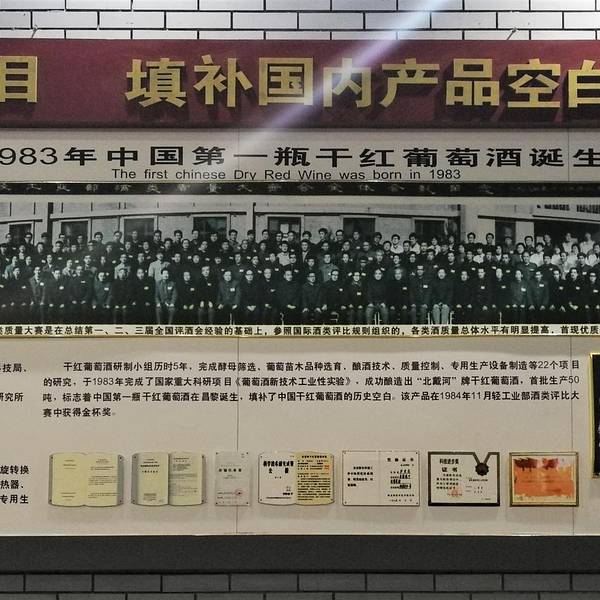 目 填补国内产品空白
1983年中国第一瓶干红葡萄酒诞生
The first chinese Dry Red Wine was born in 1983
类质量大赛是在总结第一、二、三届全国评酒会经验的基础上，参照国际酒类评比规则组织的，各类酒质量总体水平有明显提高，首现优质
技局、
研究所
旋转换
热器、
专用生
干红葡萄酒研制小组历时5年，完成酵母筛选、葡萄苗木品种选育，酿酒技术、质量控制、专用生产设备制造等22个项目
的研究，于1983年完成了国家重大科研项目《葡萄酒新技术工业性实验》，成功酿造出“北戴河”牌干红葡萄酒，首批生产50
吨，标志着中国第一瓶干红葡萄酒在昌黎诞生，填补了中国干红葡萄酒的历史空白。该产品在1984年11月轻工业部酒类评比大
赛中获得金杯奖。
证书